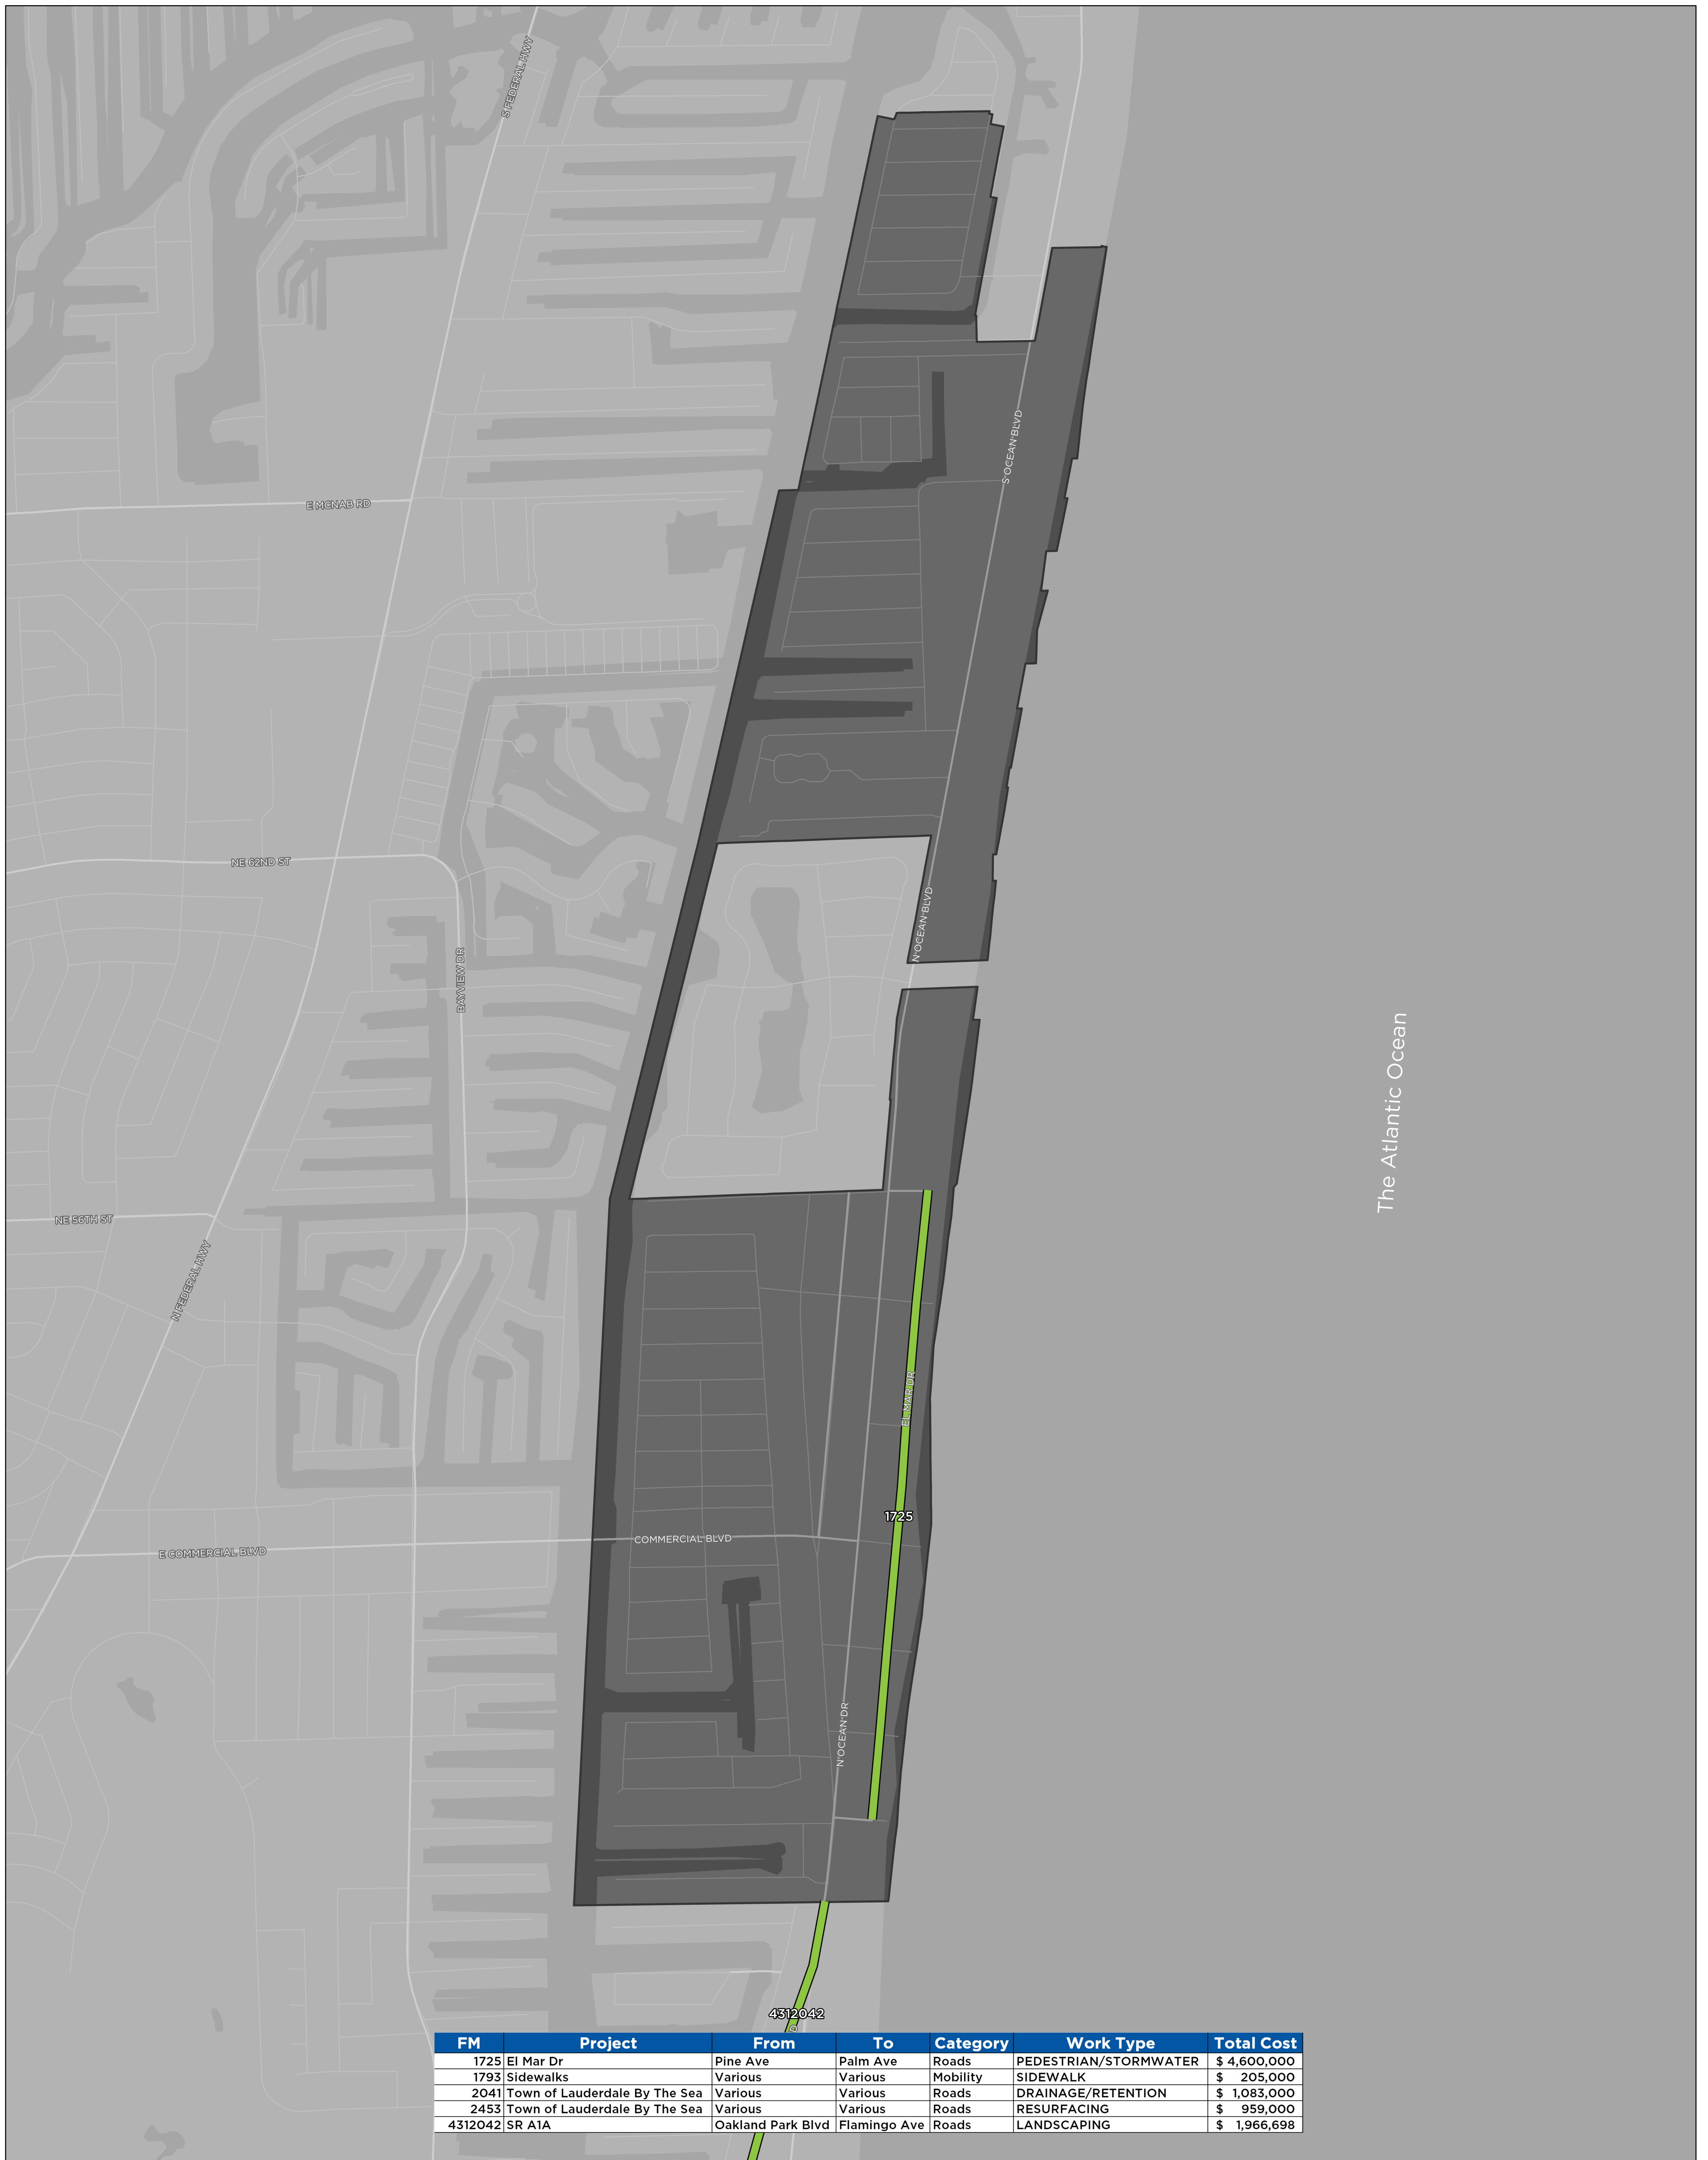 S FEDERAL HWY
S OCEAN BLVD
E MCNAB RD
NE 62ND ST
N OCEAN BLVD
BAYVIEW DR
The Atlantic Ocean
NE 56TH ST
N FEDERAL HWY
EL MAR DR
1725
COMMERCIAL BLVD
E COMMERCIAL BLVD
N OCEAN DR
4312042
FM Project From To Category Work Type Total Cost
1725 El Mar Dr Pine Ave Palm Ave Roads PEDESTRIAN/STORMWATER $ 4,600,000
1793 Sidewalks Various Various Mobility SIDEWALK $ 205,000
2041 Town of Lauderdale By The Sea Various Various Roads DRAINAGE/RETENTION $ 1,083,000
2453 Town of Lauderdale By The Sea Various Various Roads RESURFACING $ 959,000
4312042 SR A1A Oakland Park Blvd Flamingo Ave Roads LANDSCAPING $ 1,966,698